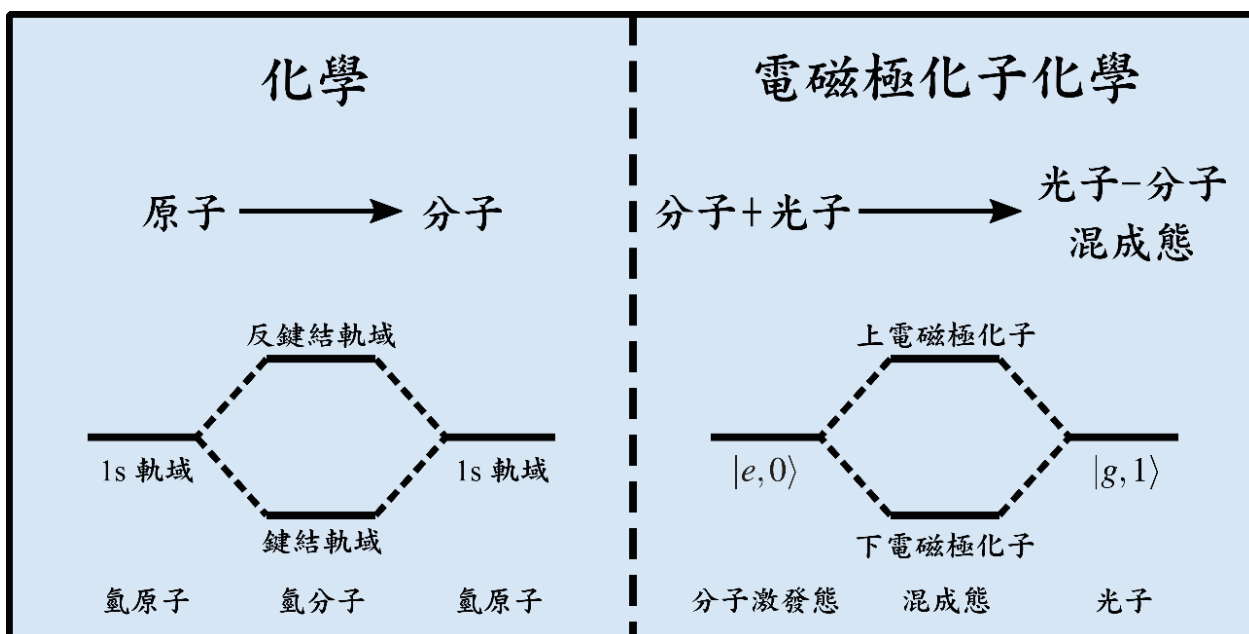 化學
原子 分子
反鍵結軌域
1s 軌域 1s 軌域
鍵結軌域
氫原子 氫分子 氫原子
電磁極化子化學
分子+光子 光子-分子
混成態
上電磁極化子
|e,0⟩ |g,1⟩
下電磁極化子
分子激發態 混成態 光子